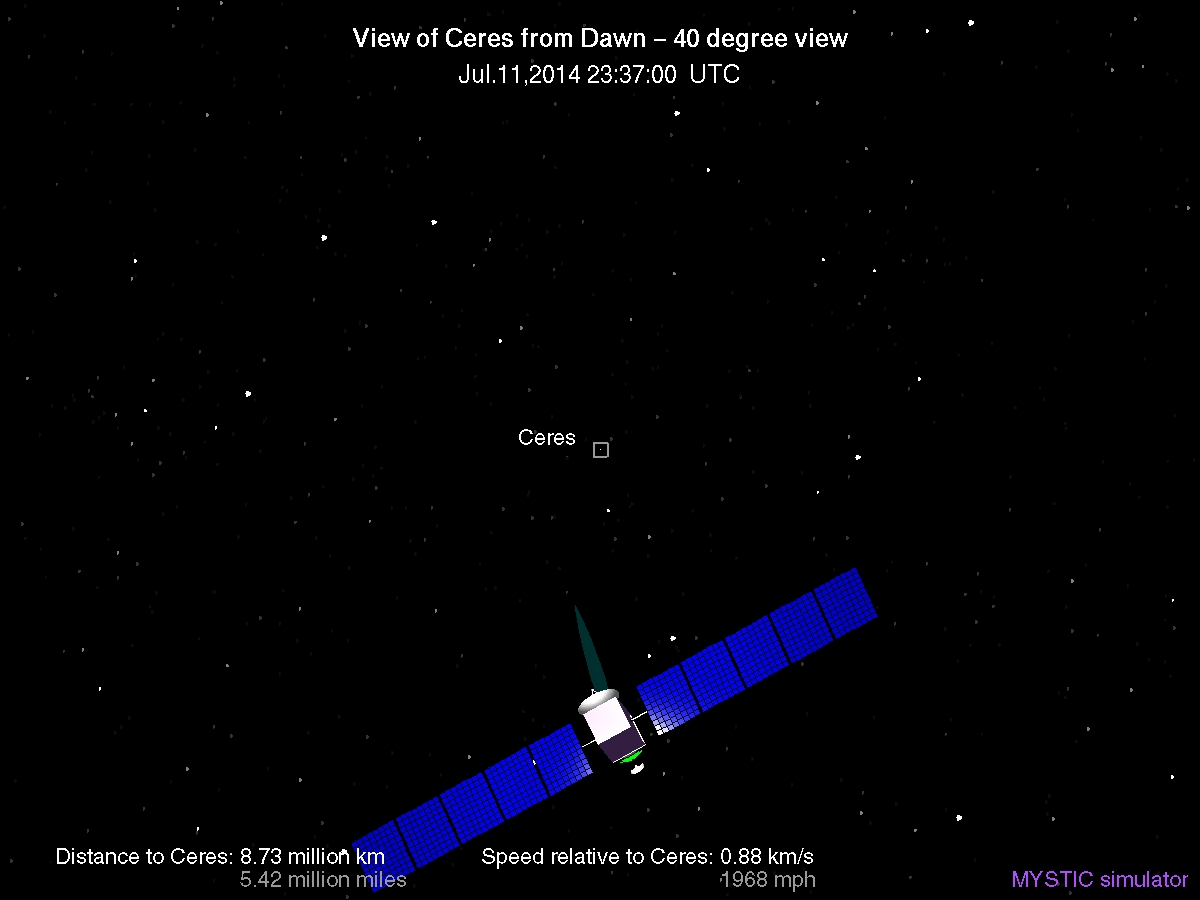 View of Ceres from Dawn – 40 degree view
Jul.11,2014 23:37:00 UTC
Ceres
Distance to Ceres: 8.73 million km
5.42 million miles
Speed relative to Ceres: 0.88 km/s
1968 mph
MYSTIC simulator